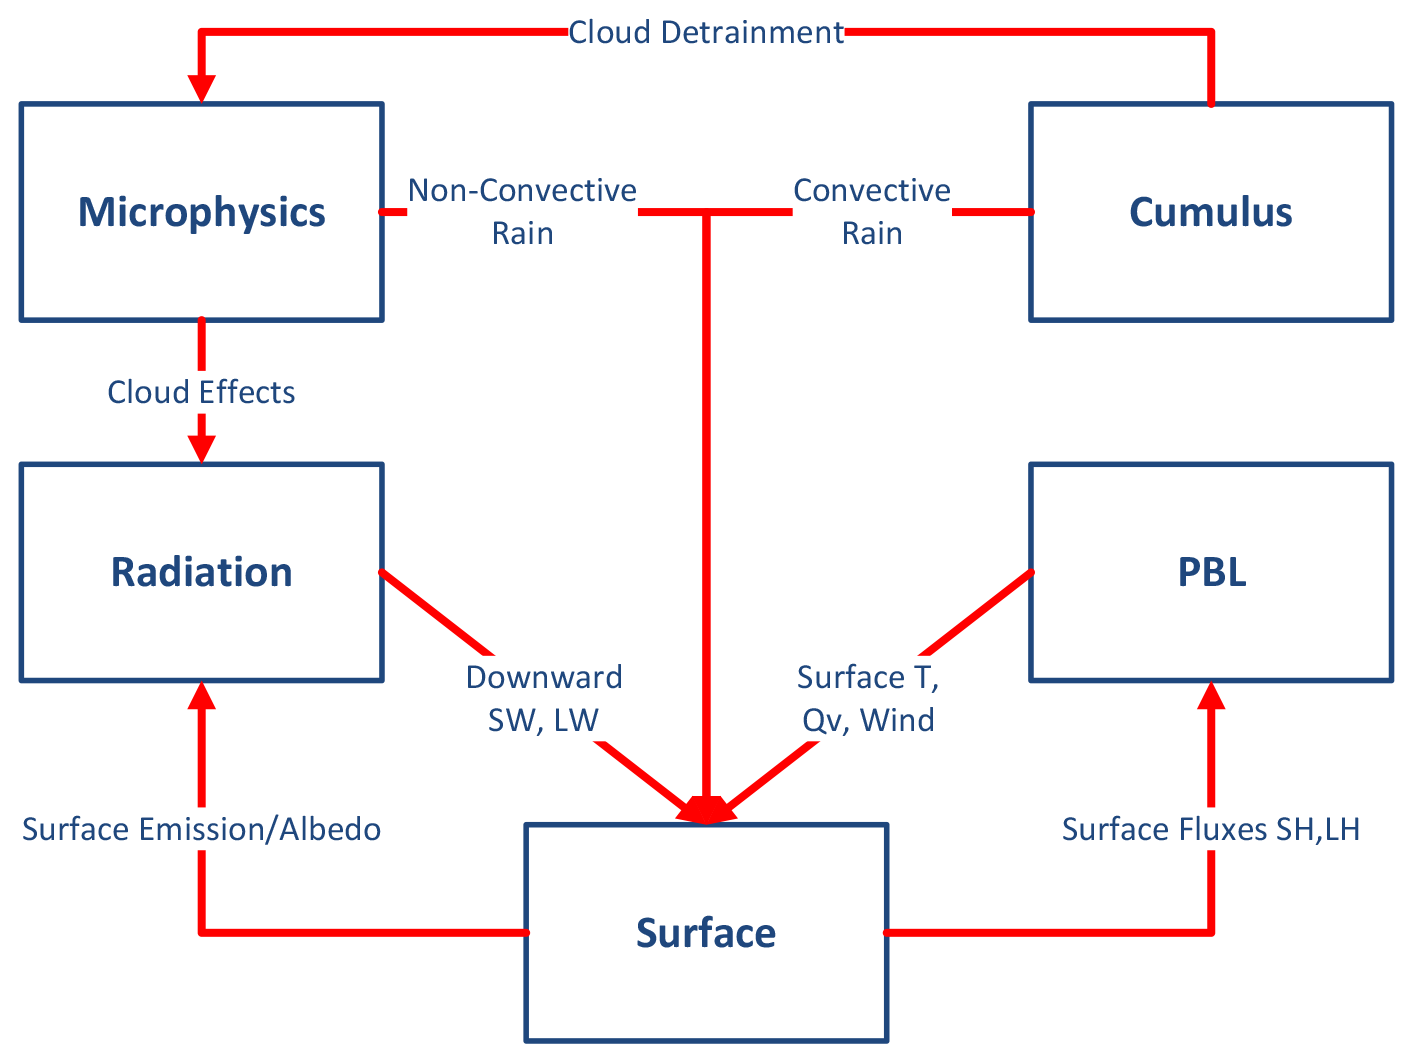 Cloud Detrainment
Microphysics
Non-Convective
Rain
Convective
Rain
Cumulus
Cloud Effects
Radiation
PBL
Downward
SW, LW
Surface T,
Qv, Wind
Surface Emission/Albedo
Surface Fluxes SH,LH
Surface